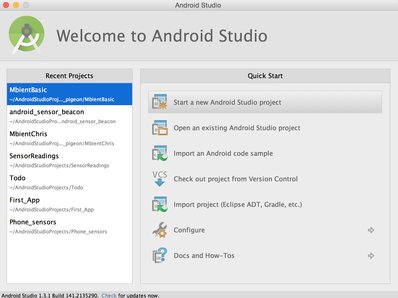 Android Studio
Welcome to Android Studio
Recent Projects
MbientBasic
~/AndroidStudioProj..._pigeon/MbientBasic
android_sensor_beacon
~/AndroidStudioProj...ndroid_sensor_beacon
MbientChris
~/AndroidStudioProj..._pigeon/MbientChris
SensorReadings
~/AndroidStudioProjects/SensorReadings
Todo
~/AndroidStudioProjects/Todo
First_App
~/AndroidStudioProjects/First_App
Phone_sensors
~/AndroidStudioProjects/Phone_sensors
Quick Start
Start a new Android Studio project
Open an existing Android Studio project
Import an Android code sample
VCS
Check out project from Version Control
Import project (Eclipse ADT, Gradle, etc.)
Configure
Docs and How-Tos
Android Studio 1.3.1 Build 141.2135290. Check for updates now.